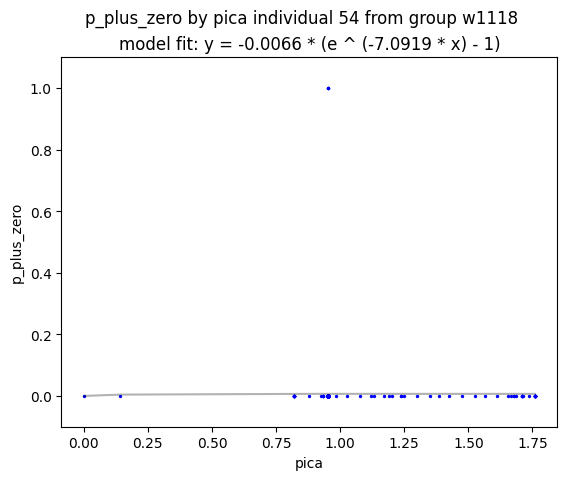 p_plus_zero by pica individual 54 from group w1118
model fit: y = -0.0066 * (e ^ (-7.0919 * x) - 1)
1.0
0.8
0.6
0.4
0.2
0.0
p_plus_zero
0.00 0.25 0.50 0.75 1.00 1.25 1.50 1.75
pica